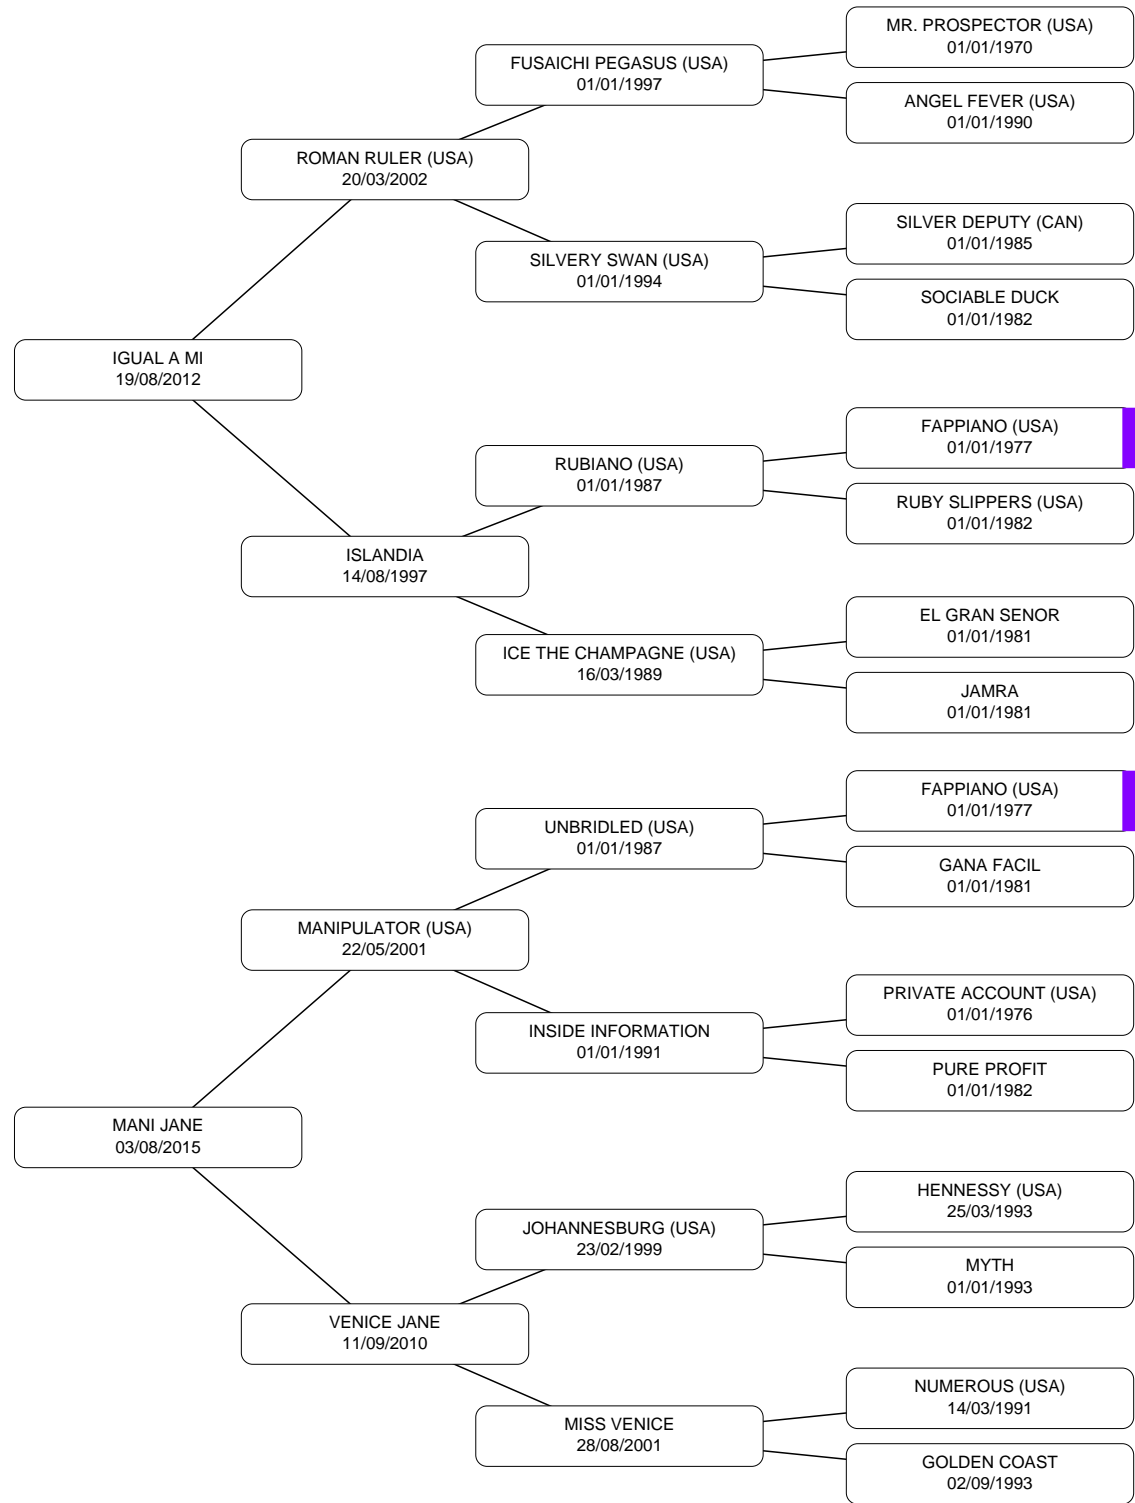 MR. PROSPECTOR (USA)
01/01/1970
FUSAICHI PEGASUS (USA)
01/01/1997
ANGEL FEVER (USA)
01/01/1990
ROMAN RULER (USA)
20/03/2002
SILVER DEPUTY (CAN)
01/01/1985
SILVERY SWAN (USA)
01/01/1994
SOCIABLE DUCK
01/01/1982
IGUAL A MI
19/08/2012
FAPPIANO (USA)
01/01/1977
RUBIANO (USA)
01/01/1987
RUBY SLIPPERS (USA)
01/01/1982
ISLANDIA
14/08/1997
EL GRAN SENOR
01/01/1981
ICE THE CHAMPAGNE (USA)
16/03/1989
JAMRA
01/01/1981
FAPPIANO (USA)
01/01/1977
UNBRIDLED (USA)
01/01/1987
GANA FACIL
01/01/1981
MANIPULATOR (USA)
22/05/2001
PRIVATE ACCOUNT (USA)
01/01/1976
INSIDE INFORMATION
01/01/1991
PURE PROFIT
01/01/1982
MANI JANE
03/08/2015
HENNESSY (USA)
25/03/1993
JOHANNESBURG (USA)
23/02/1999
MYTH
01/01/1993
VENICE JANE
11/09/2010
NUMEROUS (USA)
14/03/1991
MISS VENICE
28/08/2001
GOLDEN COAST
02/09/1993